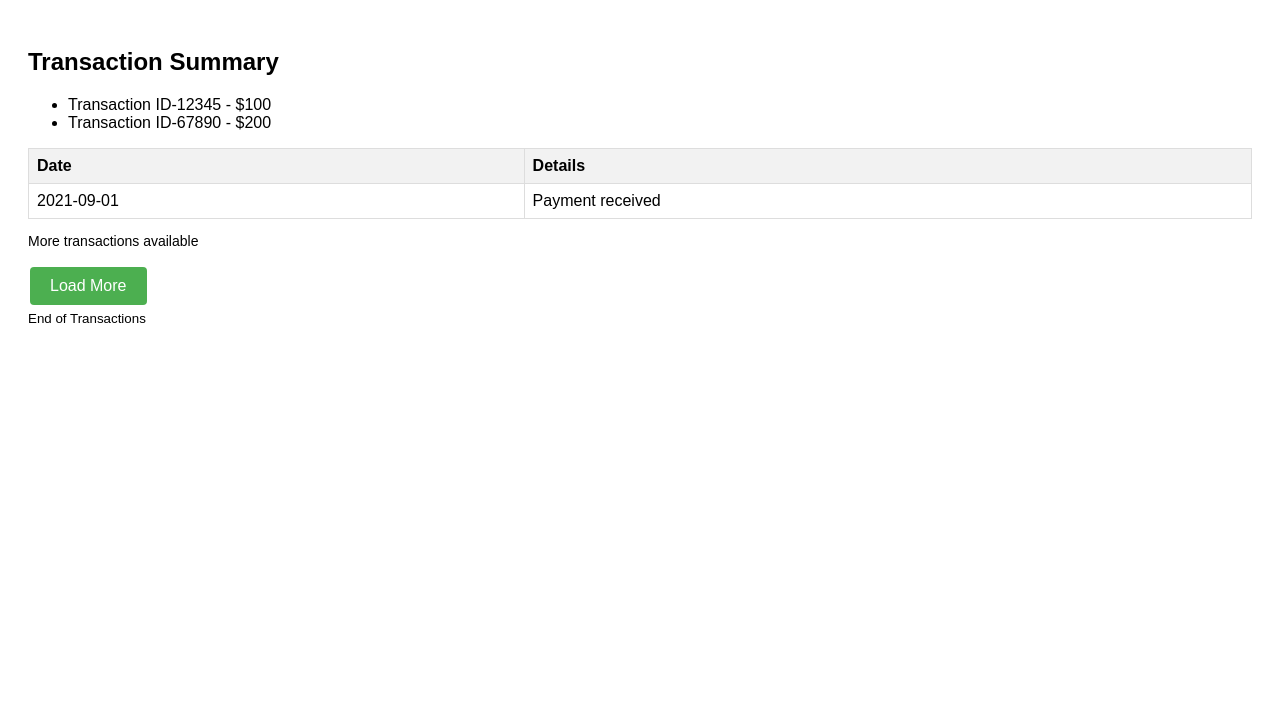 Transaction Summary
Transaction ID-12345 - $100
Transaction ID-67890 - $200
Date Details
2021-09-01 Payment received
More transactions available
Load More
End of Transactions